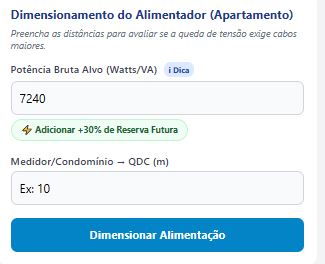 Dimensionamento do Alimentador (Apartamento)
Preencha as distâncias para avaliar se a queda de tensão exige cabos
maiores.
Potência Bruta Alvo (Watts/VA) i Dica
7240
Adicionar +30% de Reserva Futura
Medidor/Condomínio → QDC (m)
Ex: 10
Dimensionar Alimentação